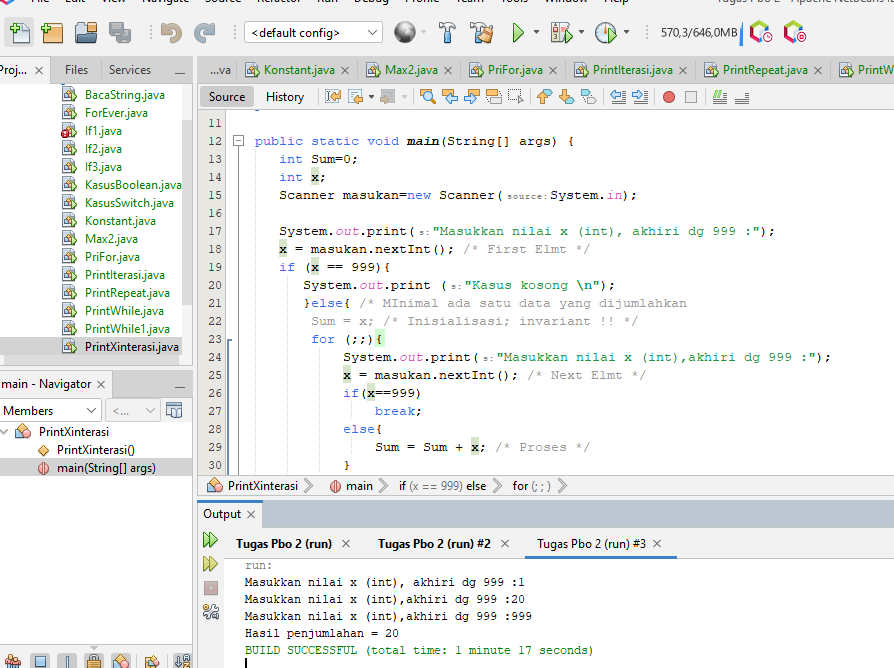 Source
Refactor
Run
Debug
Profile
Team
Tools
Window
Help
Tugas Pbo 2 - Apache NetBeans
<default config>
570,3/646,0MB
Proj...
Files
Services
...va
Konstant.java
Max2.java
PriFor.java
PrintIterasi.java
PrintRepeat.java
PrintW
Source
History
BacaString.java
ForEver.java
If1.java
If2.java
If3.java
KasusBoolean.java
KasusSwitch.java
Konstant.java
Max2.java
PriFor.java
PrintIterasi.java
PrintRepeat.java
PrintWhile.java
PrintWhile1.java
PrintXinterasi.java
main - Navigator
Members
<...
PrintXinterasi
PrintXinterasi()
main(String[] args)
11
12 public static void main(String[] args) {
13 int Sum=0;
14 int x;
15 Scanner masukan=new Scanner(source:System.in);
16
17 System.out.print(s:"Masukkan nilai x (int), akhiri dg 999 :");
18 x = masukan.nextInt(); /* First Elmt */
19 if (x == 999){
20 System.out.print (s:"Kasus kosong \n");
21 }else{ /* MInimal ada satu data yang dijumlahkan
22 Sum = x; /* Inisialisasi; invariant !! */
23 for (;;){
24 System.out.print(s:"Masukkan nilai x (int),akhiri dg 999 :");
25 x = masukan.nextInt(); /* Next Elmt */
26 if(x==999)
27 break;
28 else{
29 Sum = Sum + x; /* Proses */
30 }
PrintXinterasi
main
if (x == 999) else
for (; ; )
Output
Tugas Pbo 2 (run)
Tugas Pbo 2 (run) #2
Tugas Pbo 2 (run) #3
run:
Masukkan nilai x (int), akhiri dg 999 :1
Masukkan nilai x (int),akhiri dg 999 :20
Masukkan nilai x (int),akhiri dg 999 :999
Hasil penjumlahan = 20
BUILD SUCCESSFUL (total time: 1 minute 17 seconds)